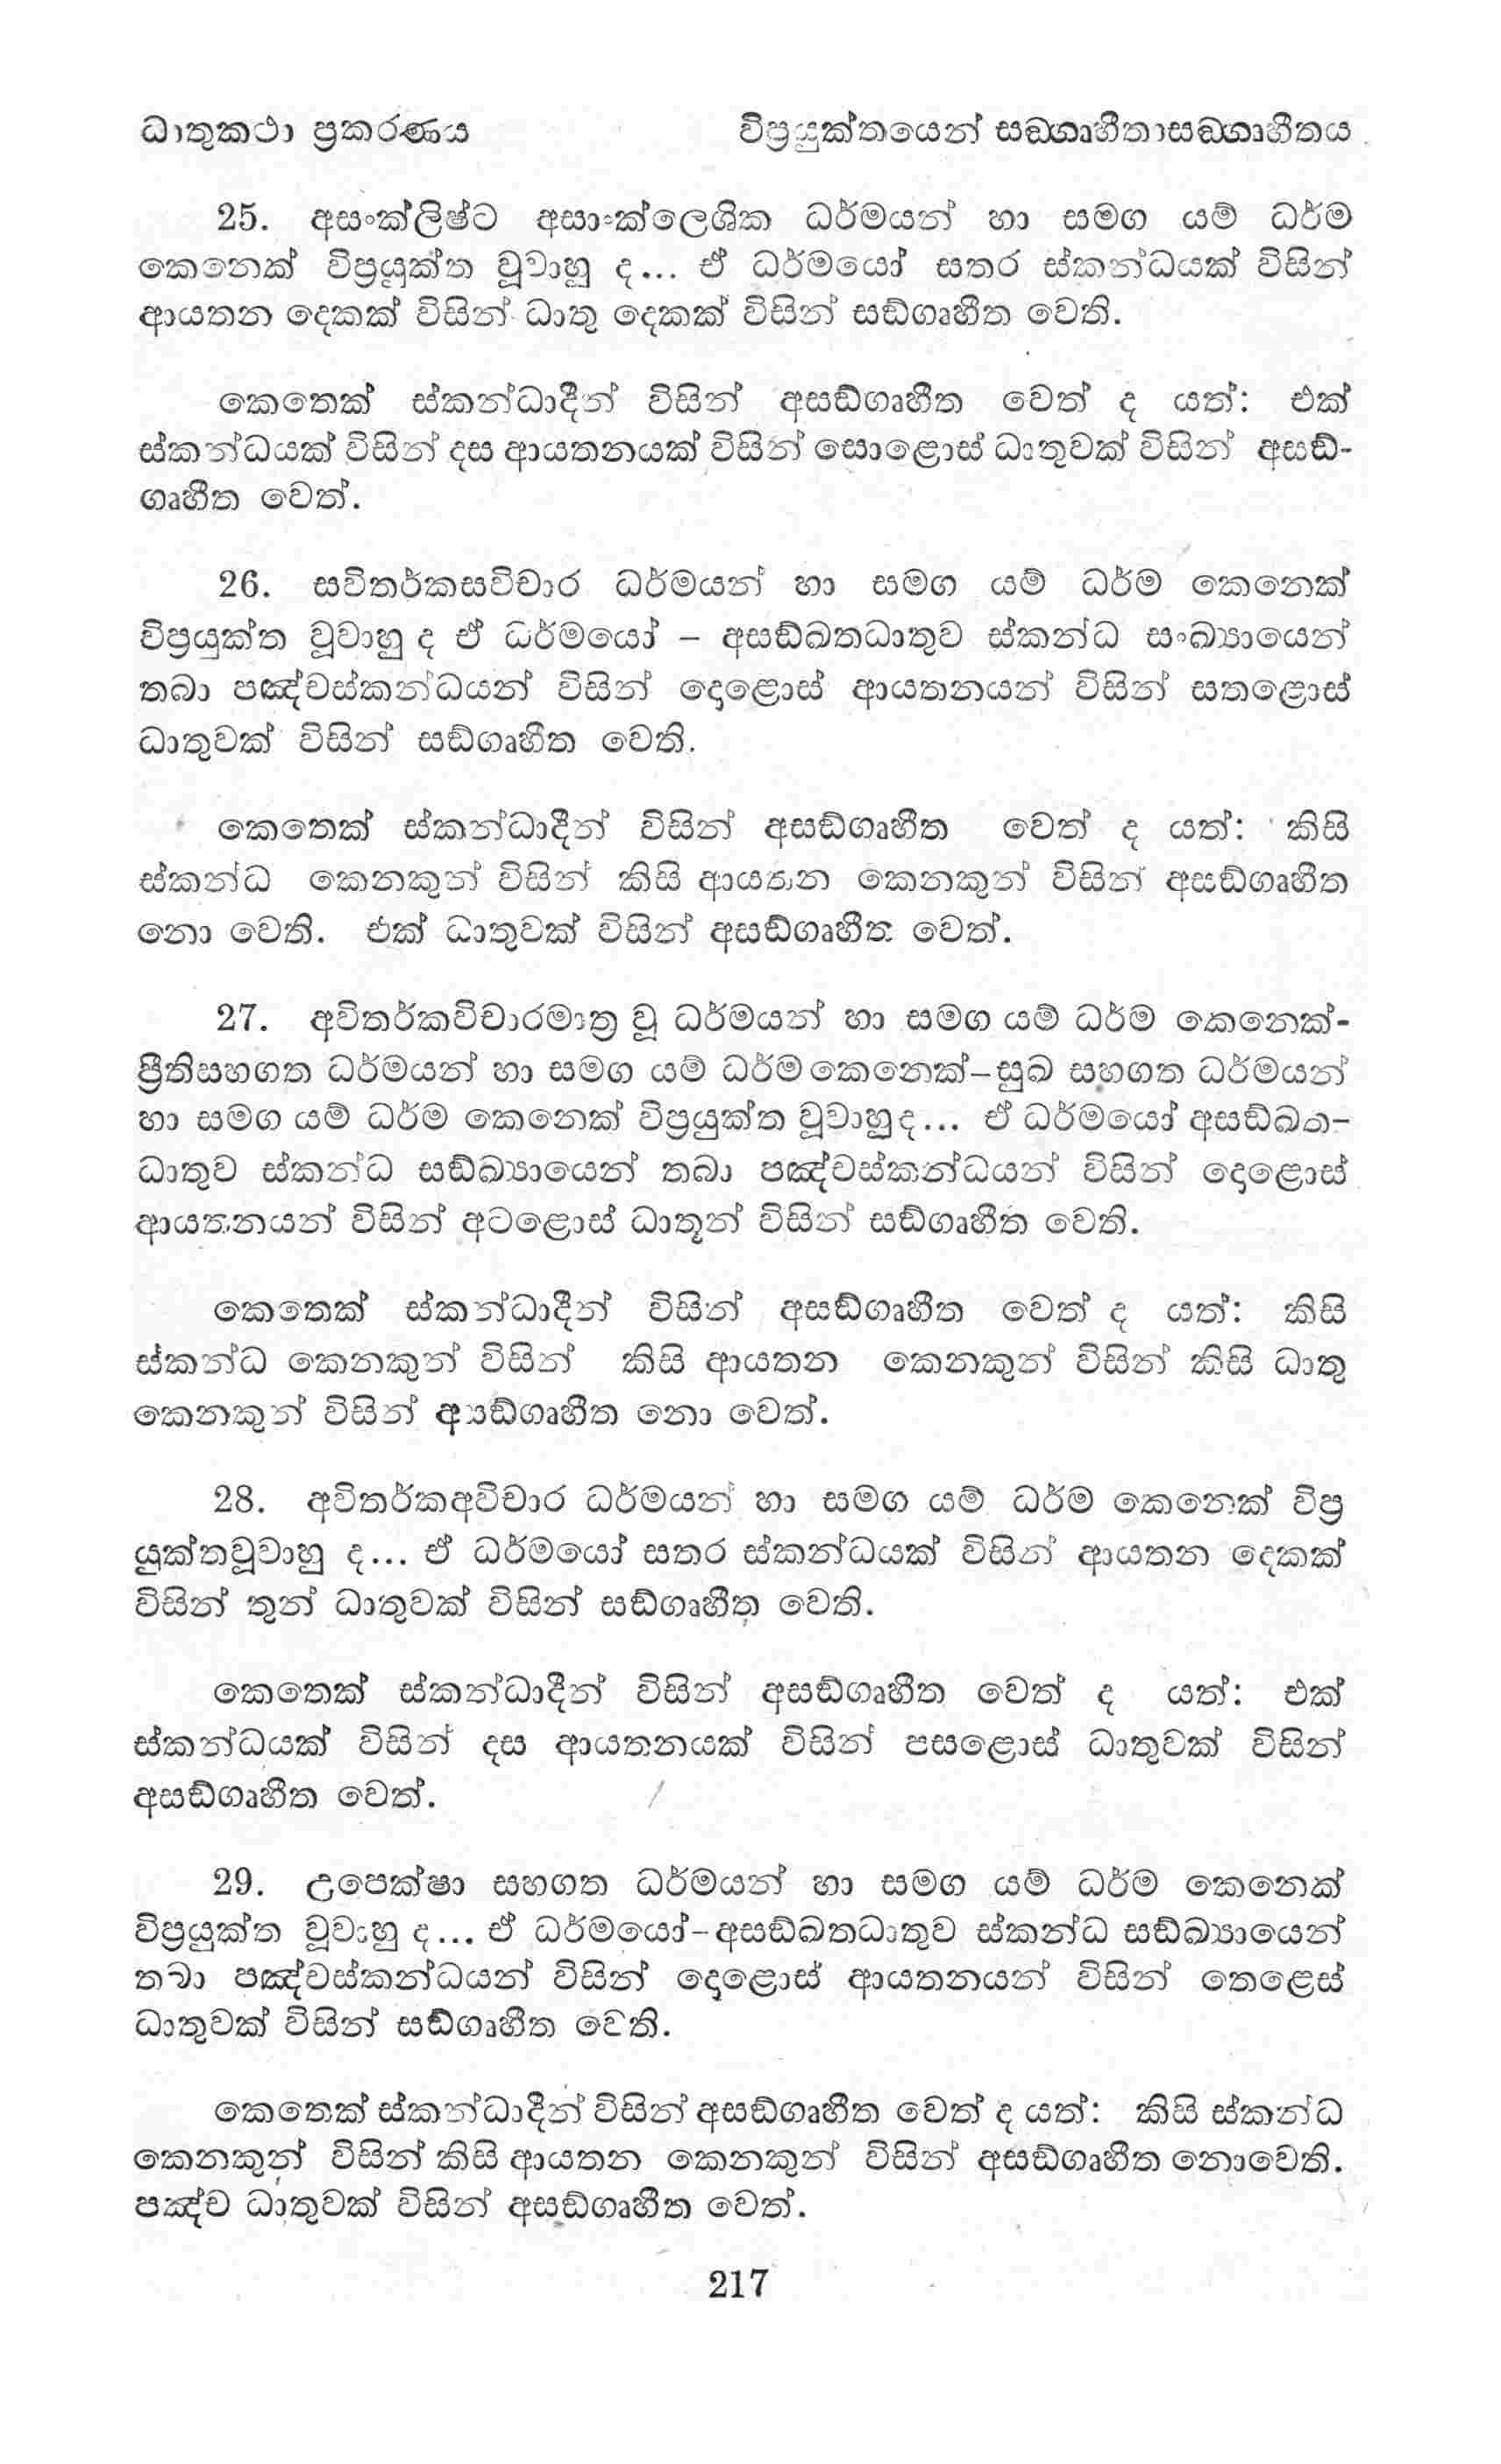 ධාතුකථා ප්‍රකරණය විප්‍රයුක්තයෙන් සඞ්ගෘහීතාසඞ්ගෘහීතය
25. අසංක්ලිෂ්ට අසාංක්ලෙශික ධර්මයන් හා සමග යම් ධර්ම
කෙනෙක් විප්‍රයුක්ත වූවාහු ද... ඒ ධර්මයෝ සතර ස්කන්ධයක් විසින්
ආයතන දෙකක් විසින් ධාතු දෙකක් විසින් සඞ්ගෘහීත වෙති.
කෙතෙක් ස්කන්ධාදීන් විසින් අසඞ්ගෘහීත වෙත් ද යත්: එක්
ස්කන්ධයක් විසින් දස ආයතනයක් විසින් සොළොස් ධාතුවක් විසින් අසඞ්-
ගෘහීත වෙත්.
26. සවිතර්කසවිචාර ධර්මයන් හා සමග යම් ධර්ම කෙනෙක්
විප්‍රයුක්ත වූවාහු ද ඒ ධර්මයෝ – අසඞ්ඛතධාතුව ස්කන්ධ සංඛ්‍යායෙන්
තබා පඤ්චස්කන්ධයන් විසින් දොළොස් ආයතනයන් විසින් සතළොස්
ධාතුවක් විසින් සඞ්ගෘහීත වෙති.
කෙතෙක් ස්කන්ධාදීන් විසින් අසඞ්ගෘහීත වෙත් ද යත්: කිසි
ස්කන්ධ කෙනකුන් විසින් කිසි ආයතන කෙනකුන් විසින් අසඞ්ගෘහීත
නො වෙති. එක් ධාතුවක් විසින් අසඞ්ගෘහීත වෙත්.
27. අවිතර්කවිචාරමාත්‍ර වූ ධර්මයන් හා සමග යම් ධර්ම කෙනෙක්-
ප්‍රීතිසහගත ධර්මයන් හා සමග යම් ධර්ම කෙනෙක්–සුඛ සහගත ධර්මයන්
හා සමග යම් ධර්ම කෙනෙක් විප්‍රයුක්ත වූවාහුද... ඒ ධර්මයෝ අසඞ්ඛත–
ධාතුව ස්කන්ධ සඞ්ඛ්‍යායෙන් තබා පඤ්චස්කන්ධයන් විසින් දොළොස්
ආයතනයන් විසින් අටළොස් ධාතූන් විසින් සඞ්ගෘහීත වෙති.
කෙතෙක් ස්කන්ධාදීන් විසින් අසඞ්ගෘහීත වෙත් ද යත්: කිසි
ස්කන්ධ කෙනකුන් විසින් කිසි ආයතන කෙනකුන් විසින් කිසි ධාතු
කෙනකුන් විසින් අසඞ්ගෘහීත නො වෙත්.
28. අවිතර්කඅවිචාර ධර්මයන් හා සමග යම් ධර්ම කෙනෙක් විප්‍ර
යුක්තවූවාහු ද... ඒ ධර්මයෝ සතර ස්කන්ධයක් විසින් ආයතන දෙකක්
විසින් තුන් ධාතුවක් විසින් සඞ්ගෘහීත වෙති.
කෙතෙක් ස්කන්ධාදීන් විසින් අසඞ්ගෘහීත වෙත් ද යත්: එක්
ස්කන්ධයක් විසින් දස ආයතනයක් විසින් පසළොස් ධාතුවක් විසින්
අසඞ්ගෘහීත වෙත්.
29. උපෙක්ෂා සහගත ධර්මයන් හා සමග යම් ධර්ම කෙනෙක්
විප්‍රයුක්ත වූවාහු ද... ඒ ධර්මයෝ-අසඞ්ඛතධාතුව ස්කන්ධ සඞ්ඛ්‍යායෙන්
තබා පඤ්චස්කන්ධයන් විසින් දොළොස් ආයතනයන් විසින් තෙළෙස්
ධාතුවක් විසින් සඞ්ගෘහීත වෙති.
කෙතෙක් ස්කන්ධාදීන් විසින් අසඞ්ගෘහීත වෙත් ද යත්: කිසි ස්කන්ධ
කෙනකුන් විසින් කිසි ආයතන කෙනකුන් විසින් අසඞ්ගෘහීත නොවෙති.
පඤ්ච ධාතුවක් විසින් අසඞ්ගෘහීත වෙත්.
217